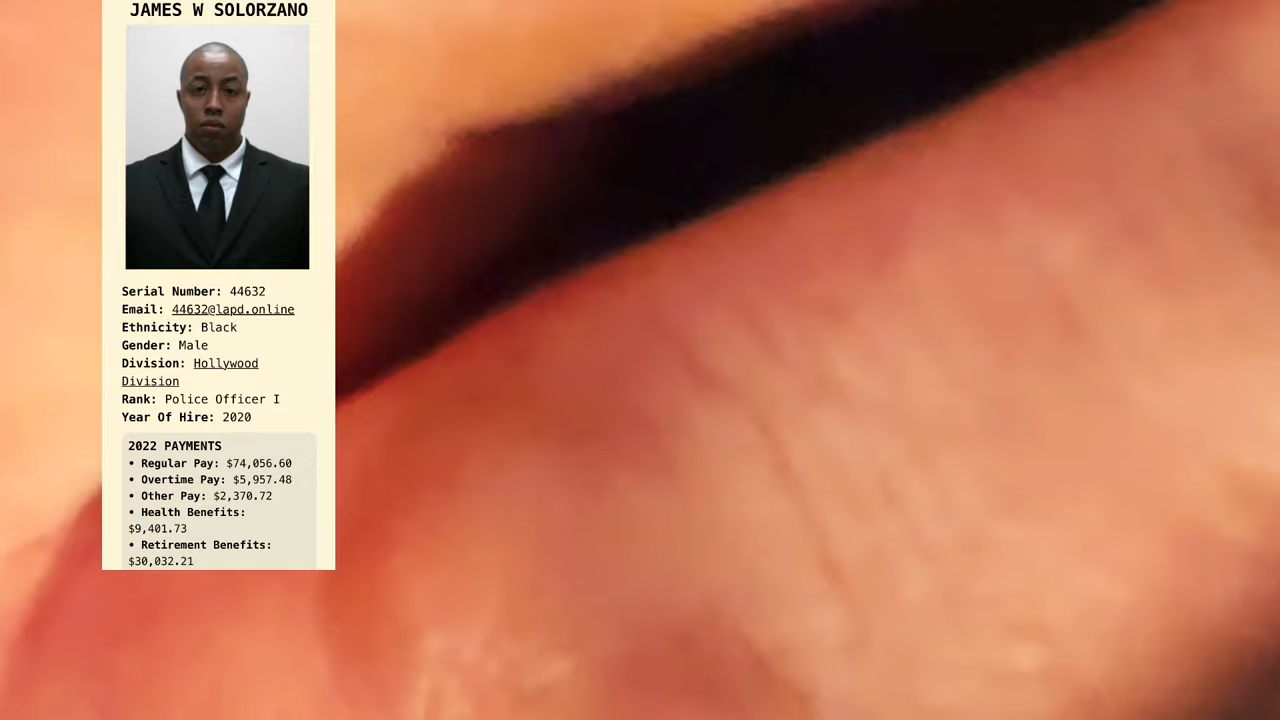 JAMES W SOLORZANO
Serial Number: 44632
Email: 44632@lapd.online
Ethnicity: Black
Gender: Male
Division: Hollywood
Division
Rank: Police Officer I
Year Of Hire: 2020
2022 PAYMENTS
• Regular Pay: $74,056.60
• Overtime Pay: $5,957.48
• Other Pay: $2,370.72
• Health Benefits:
$9,401.73
• Retirement Benefits:
$30,032.21